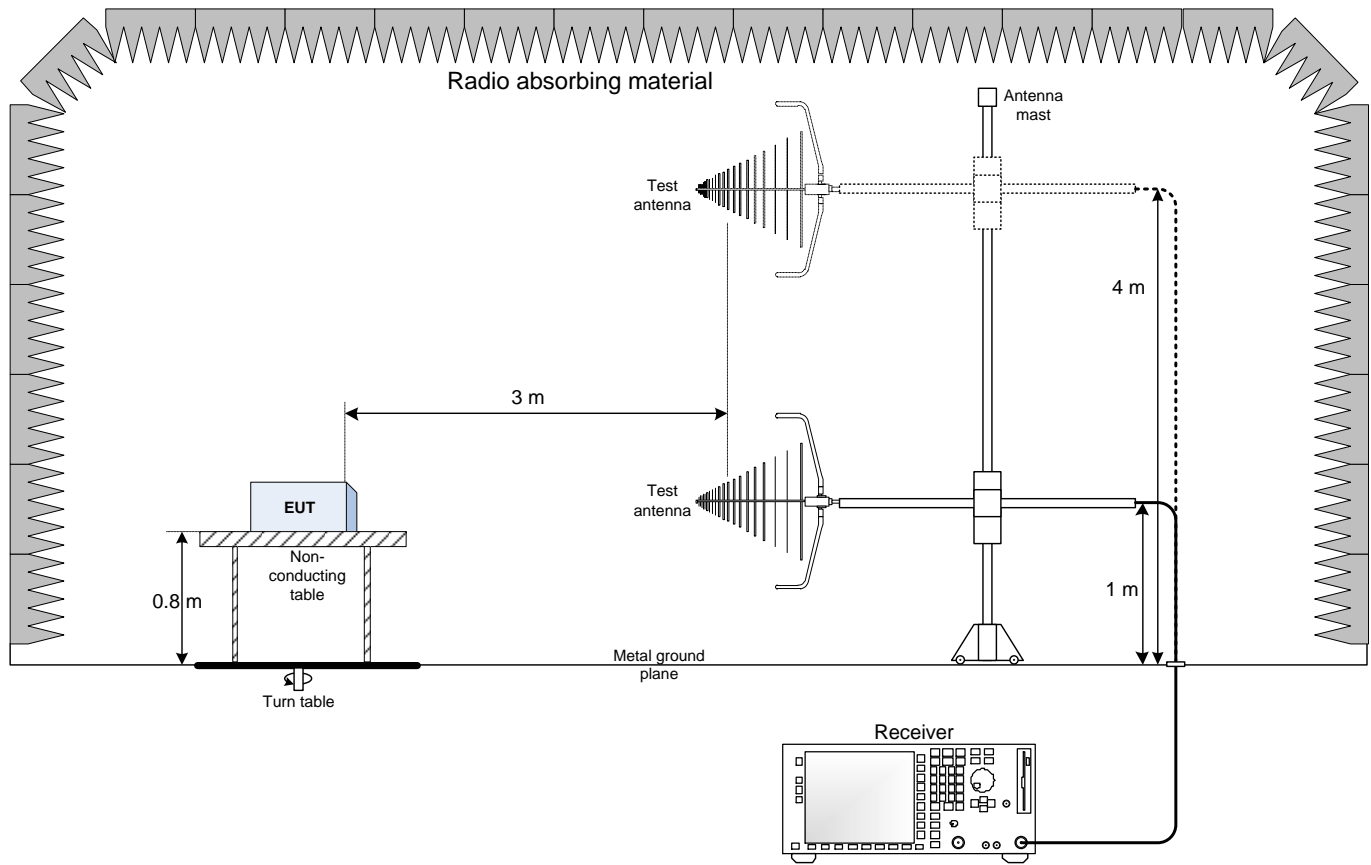 Radio absorbing material
Antenna
mast
Test
antenna
4 m
3 m
Test
antenna
EUT
Non-
conducting
table
0.8 m
1 m
Metal ground
plane
Turn table
Receiver